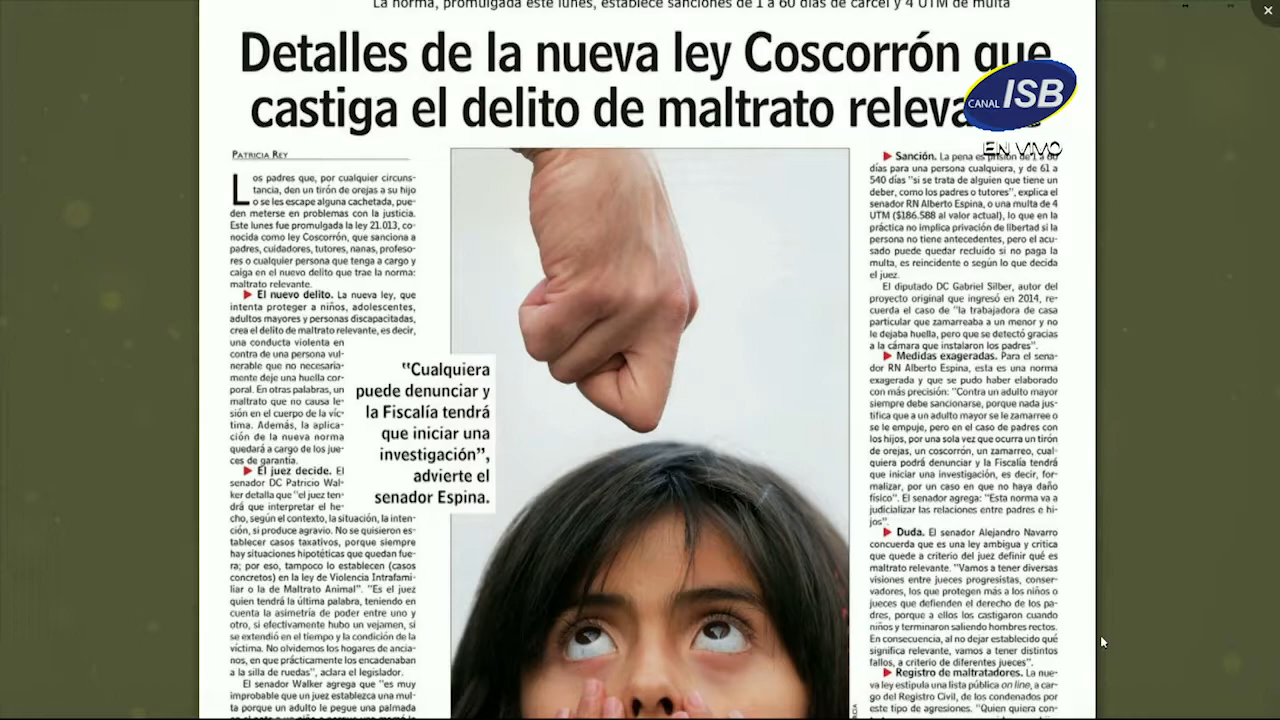 La norma, promulgada este lunes, establece sanciones de 1 a 60 días de cárcel y 4 UTM de multa
Detalles de la nueva ley Coscorrón que
castiga el delito de maltrato
CANAL ISB
EN VIVO
PATRICIA REY
Los padres que, por cualquier circuns-
tancia, den un tirón de orejas a su hijo
o se les escape alguna cachetada, pue-
den meterse en problemas con la justicia.
Este lunes fue promulgada la ley 21.013, co-
nocida como ley Coscorrón, que sanciona a
padres, cuidadores, tutores, nanas, profeso-
res o cualquier persona que tenga a cargo y
caiga en el nuevo delito que trae la norma:
maltrato relevante.
El nuevo delito. La nueva ley, que
intenta proteger a niños, adolescentes,
adultos mayores y personas discapacitadas,
crea el delito de maltrato relevante, es decir,
una conducta violenta en
contra de una persona vul-
nerable que no necesaria-
mente deje una huella cor-
poral. En otras palabras, un
maltrato que no causa le-
sión en el cuerpo de la víc-
tima. Además, la aplica-
ción de la nueva norma
quedará a cargo de los jue-
ces de garantía.
El juez decide. El
senador DC Patricio Wal-
ker detalla que "el juez ten-
drá que interpretar el he-
cho, según el contexto, la situación, la inten-
ción, si produce agravio. No se quisieron es-
tablecer casos taxativos, porque siempre
hay situaciones hipotéticas que quedan fue-
ra; por eso, tampoco lo establecen (casos
concretos) en la ley de Violencia Intrafami-
liar o la de Maltrato Animal". "Es el juez
quien tendrá la última palabra, teniendo en
cuenta la asimetría de poder entre uno y
otro, si efectivamente hubo un vejamen, si
se extendió en el tiempo y la condición de la
víctima. No olvidemos los hogares de ancia-
nos, en que prácticamente los encadenaban
a la silla de ruedas", aclara el legislador.
El senador Walker agrega que "es muy
improbable que un juez establezca una mul-
ta porque un adulto le pegue una palmada
"Cualquiera
puede denunciar y
la Fiscalía tendrá
que iniciar una
investigación",
advierte el
senador Espina.
Sanción. La pena es prisión de 1 a 60
días para una persona cualquiera, y de 61 a
540 días "si se trata de alguien que tiene un
deber, como los padres o tutores", explica el
senador RN Alberto Espina, o una multa de 4
UTM ($186.588 al valor actual), lo que en la
práctica no implica privación de libertad si la
persona no tiene antecedentes, pero el acu-
sado puede quedar recluido si no paga la
multa, es reincidente o según lo que decida
el juez.
El diputado DC Gabriel Silber, autor del
proyecto original que ingresó en 2014, re-
cuerda el caso de "la trabajadora de casa
particular que zamarreaba a un menor y no
le dejaba huella, pero que se detectó gracias
a la cámara que instalaron los padres".
Medidas exageradas. Para el sena-
dor RN Alberto Espina, esta es una norma
exagerada y que se pudo haber elaborado
con más precisión: "Contra un adulto mayor
siempre debe sancionarse, porque nada jus-
tifica que a un adulto mayor se le zamarree o
se le empuje, pero en el caso de padres con
los hijos, por una sola vez que ocurra un tirón
de orejas, un coscorrón, un zamarreo, cual-
quiera podrá denunciar y la Fiscalía tendrá
que iniciar una investigación, es decir, for-
malizar, por un caso en que no haya daño
físico". El senador agrega: "Esta norma va a
judicializar las relaciones entre padres e hi-
jos".
Duda. El senador Alejandro Navarro
concuerda que es una ley ambigua y critica
que quede a criterio del juez definir qué es
maltrato relevante. "Vamos a tener diversas
visiones entre jueces progresistas, conser-
vadores, los que protegen más a los niños o
jueces que defienden el derecho de los pa-
dres, porque a ellos los castigaron cuando
niños y terminaron saliendo hombres rectos.
En consecuencia, al no dejar establecido qué
significa relevante, vamos a tener distintos
fallos, a criterio de diferentes jueces".
Registro de maltratadores. La nue-
va ley estipula una lista pública on line, a car-
go del Registro Civil, de los condenados por
este tipo de agresiones. "Quien quiera con-